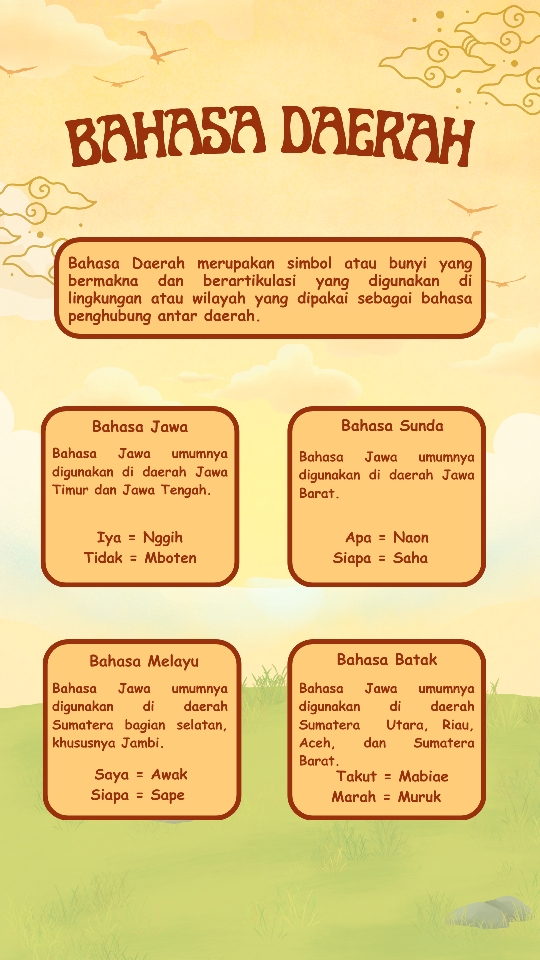 BAHASA DAERAH
Bahasa Daerah merupakan simbol atau bunyi yang
bermakna dan berartikulasi yang digunakan di
lingkungan atau wilayah yang dipakai sebagai bahasa
penghubung antar daerah.
Bahasa Jawa
Bahasa Jawa umumnya
digunakan di daerah Jawa
Timur dan Jawa Tengah.
Iya = Nggih
Tidak = Mboten
Bahasa Sunda
Bahasa Jawa umumnya
digunakan di daerah Jawa
Barat.
Apa = Naon
Siapa = Saha
Bahasa Melayu
Bahasa Jawa umumnya
digunakan di daerah
Sumatera bagian selatan,
khususnya Jambi.
Saya = Awak
Siapa = Sape
Bahasa Batak
Bahasa Jawa umumnya
digunakan di daerah
Sumatera Utara, Riau,
Aceh, dan Sumatera
Barat.
Takut = Mabiae
Marah = Muruk